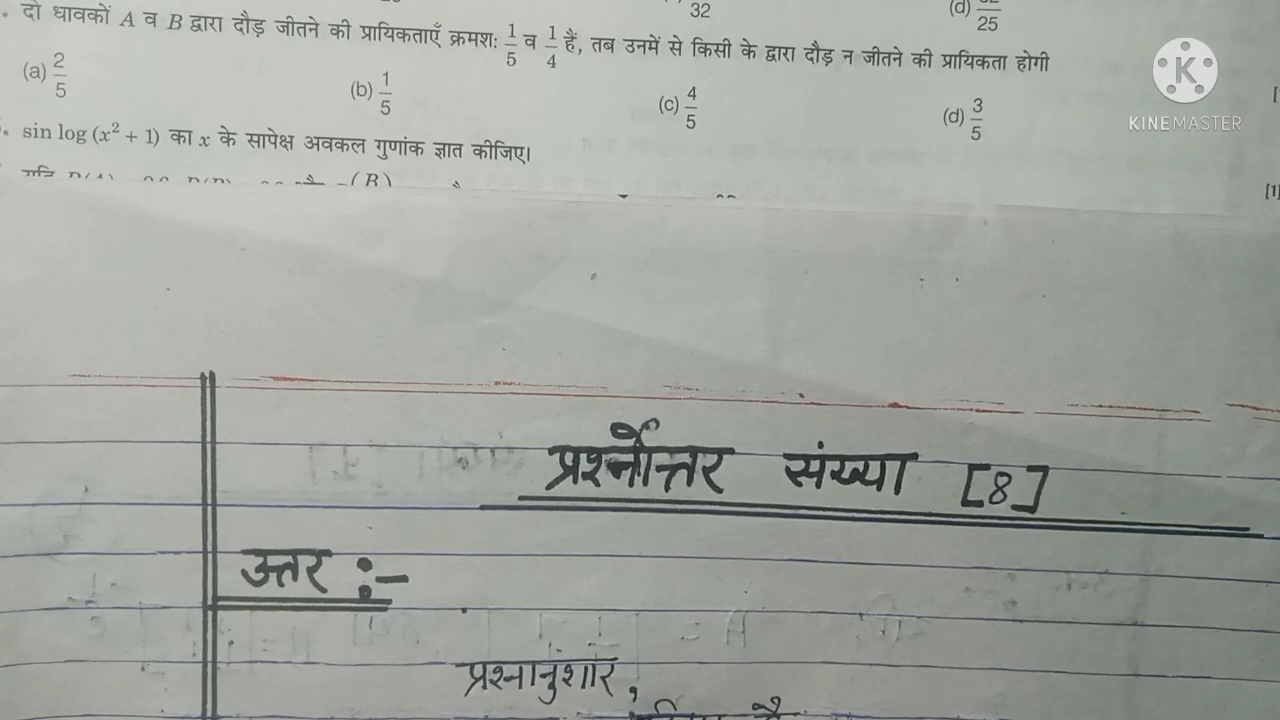 32
(d) 25
दो धावकों A व B द्वारा दौड़ जीतने की प्रायिकताएँ क्रमशः 1/5 व 1/4 हैं, तब उनमें से किसी के द्वारा दौड़ न जीतने की प्रायिकता होगी
(a) 2/5 (b) 1/5 (c) 4/5 (d) 3/5
KINEMASTER
sin log (x² + 1) का x के सापेक्ष अवकल गुणांक ज्ञात कीजिए।
[1]
प्रश्नोत्तर संख्या [8]
उत्तर :-
प्रश्नानुशार,